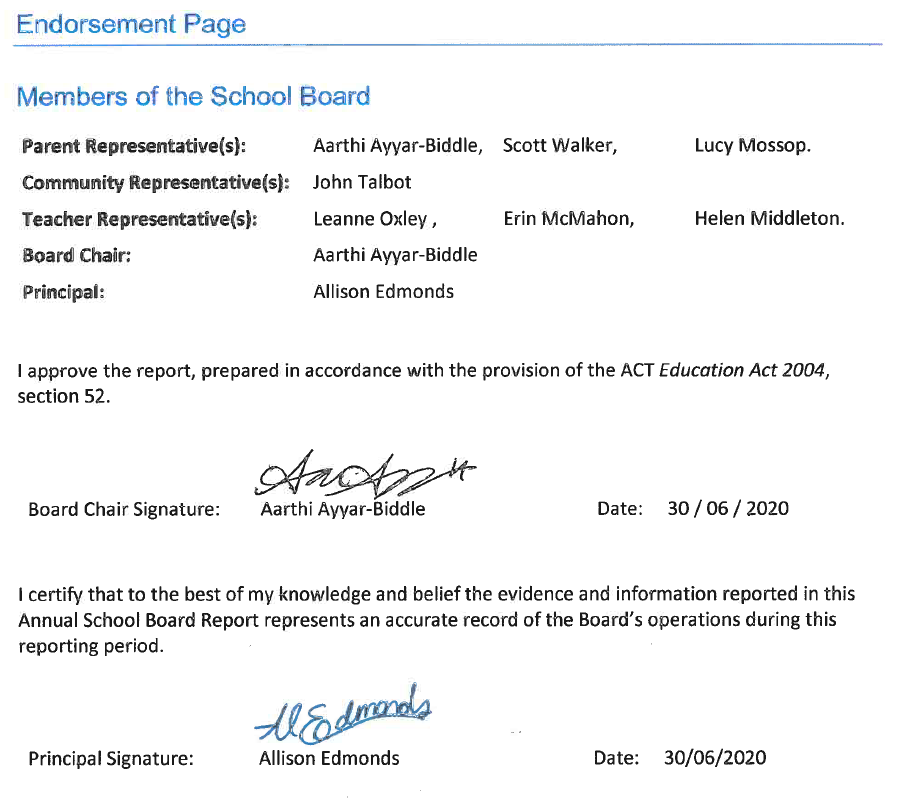 Endorsement Page
Members of the School Board
Parent Representative(s): Aarthi Ayyar-Biddle, Scott Walker, Lucy Mossop.
Community Representative(s): John Talbot
Teacher Representative(s): Leanne Oxley , Erin McMahon, Helen Middleton.
Board Chair: Aarthi Ayyar-Biddle
Principal: Allison Edmonds
I approve the report, prepared in accordance with the provision of the ACT Education Act 2004,
section 52.
Board Chair Signature: Aarthi Ayyar-Biddle Date: 30 / 06 / 2020
I certify that to the best of my knowledge and belief the evidence and information reported in this
Annual School Board Report represents an accurate record of the Board's operations during this
reporting period.
Al Edmonds
Principal Signature: Allison Edmonds Date: 30/06/2020